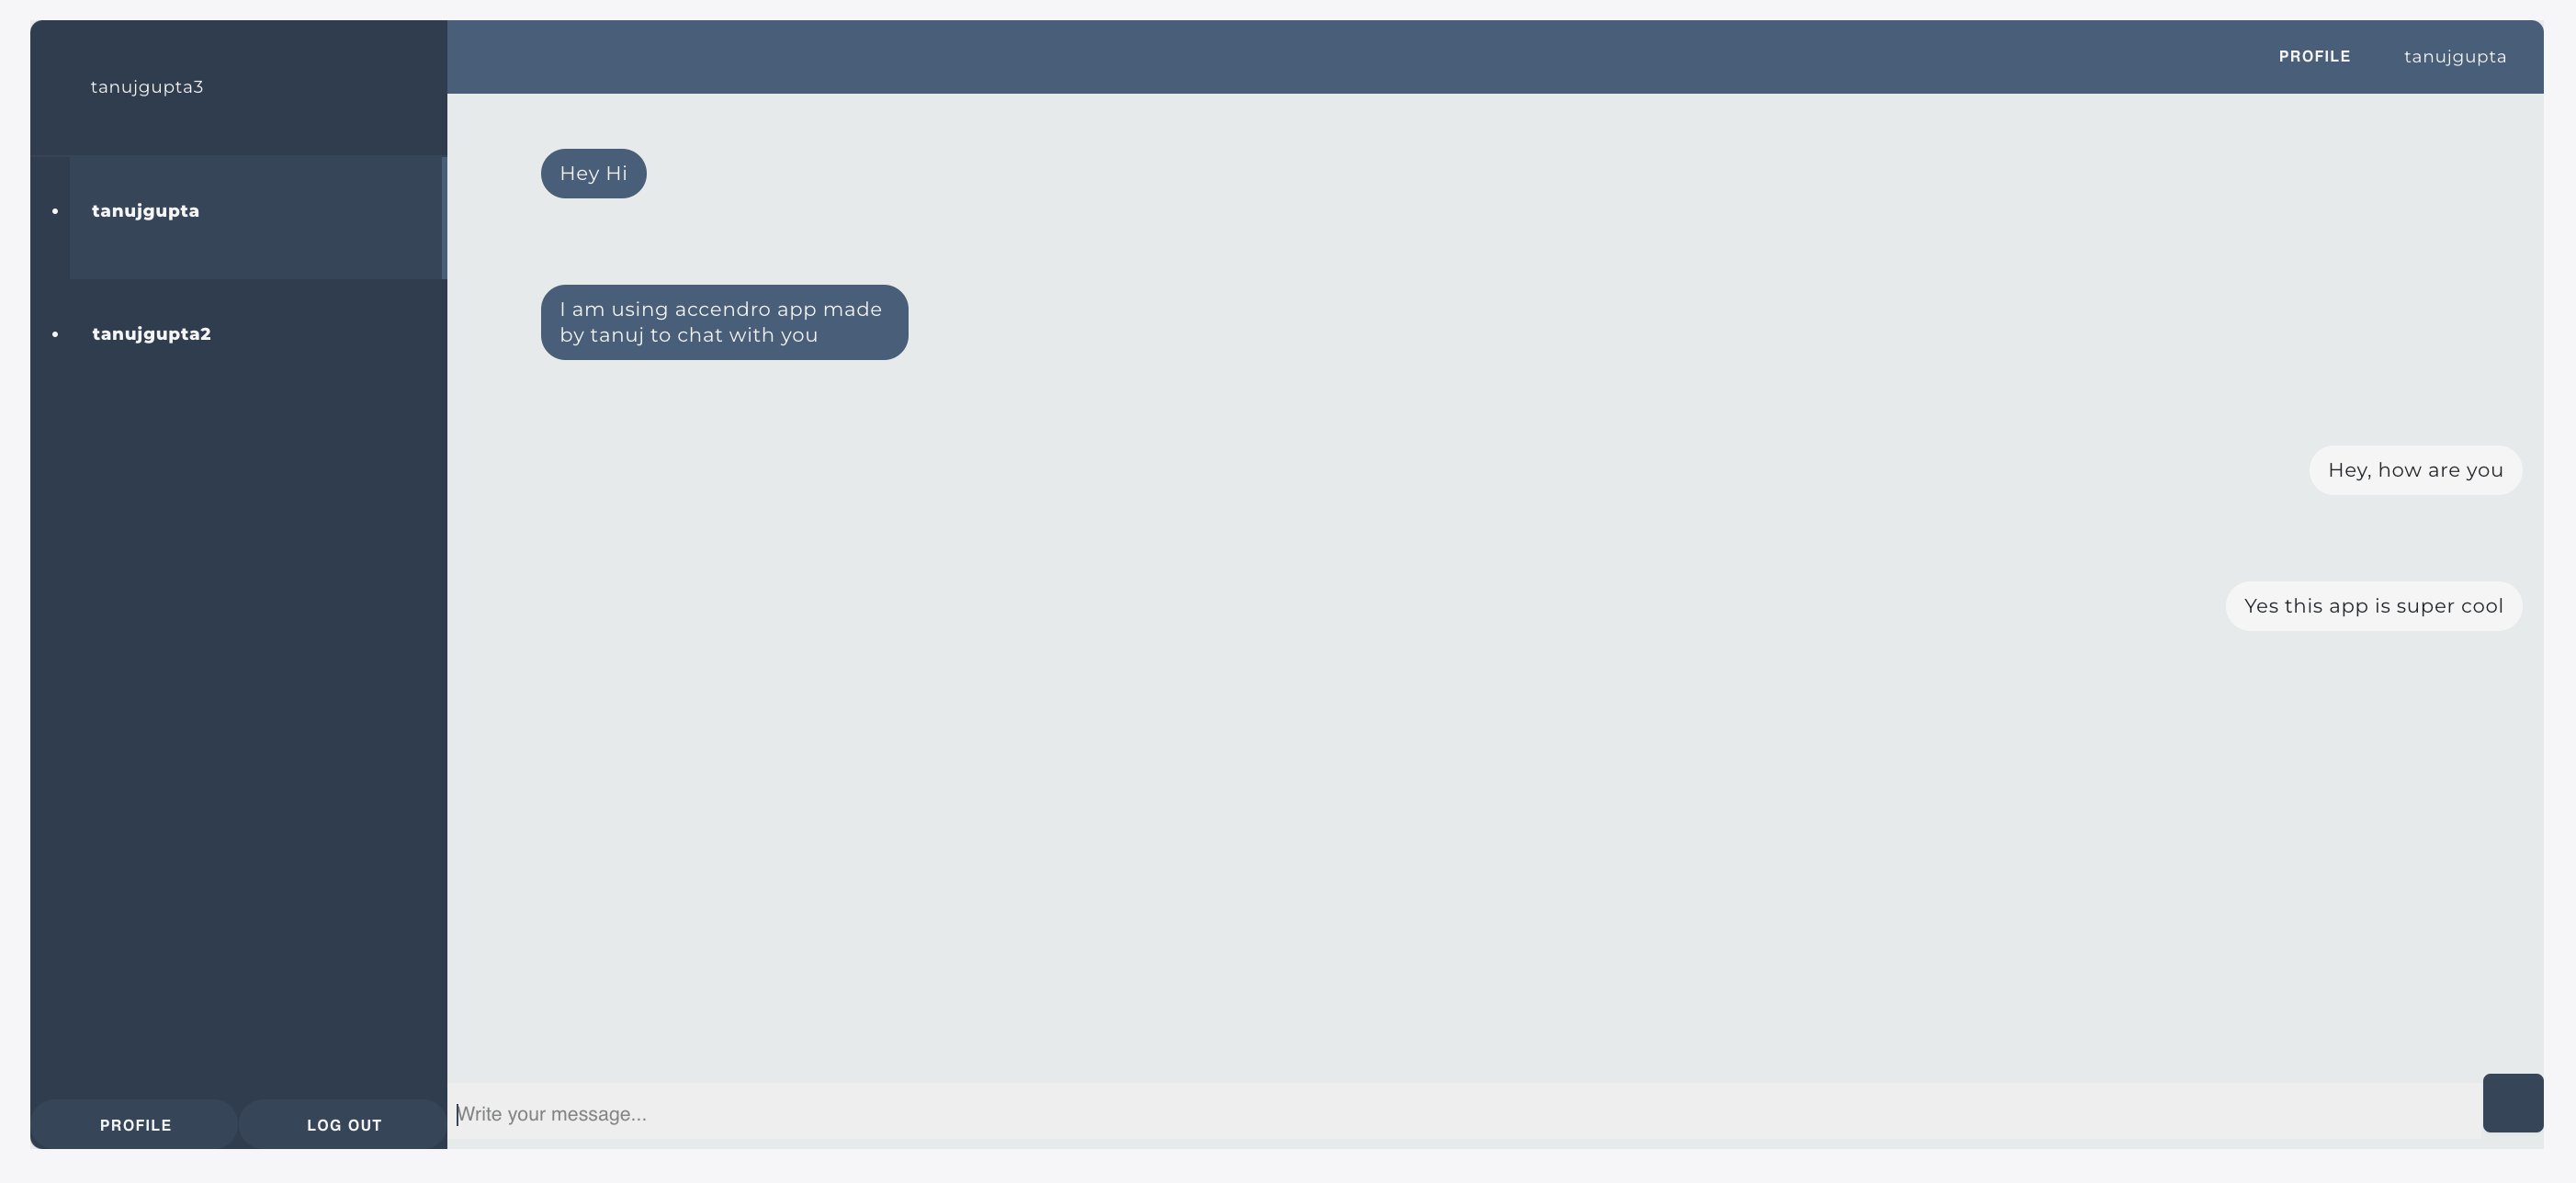 tanujgupta3
PROFILE tanujgupta
tanujgupta
tanujgupta2
Hey Hi
I am using accendro app made
by tanuj to chat with you
Hey, how are you
Yes this app is super cool
PROFILE LOG OUT
Write your message...